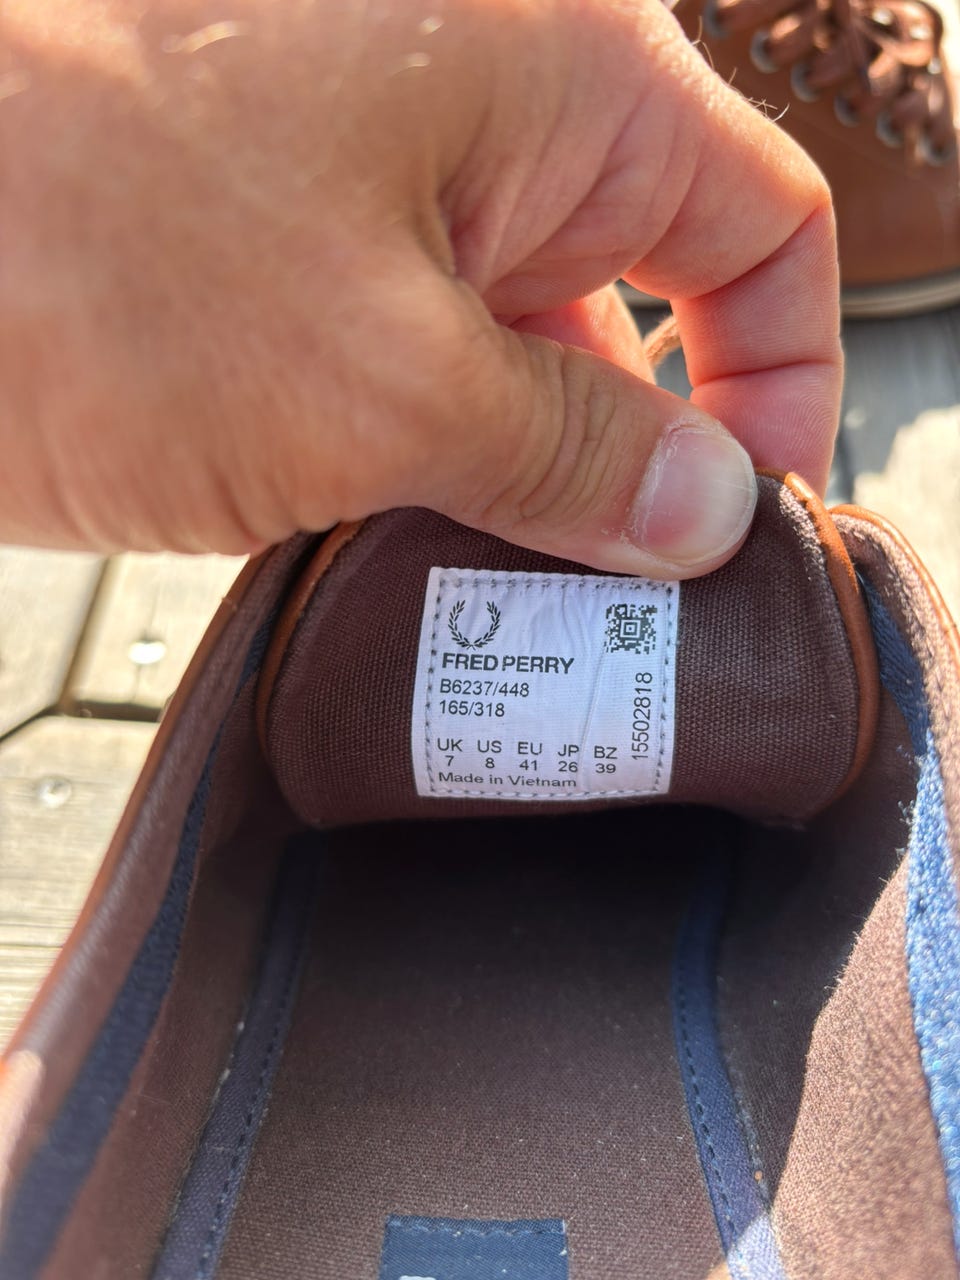 FRED PERRY
B6237/448
165/318
UK US EU JP BZ
7 8 41 26 39
Made in Vietnam
15502818